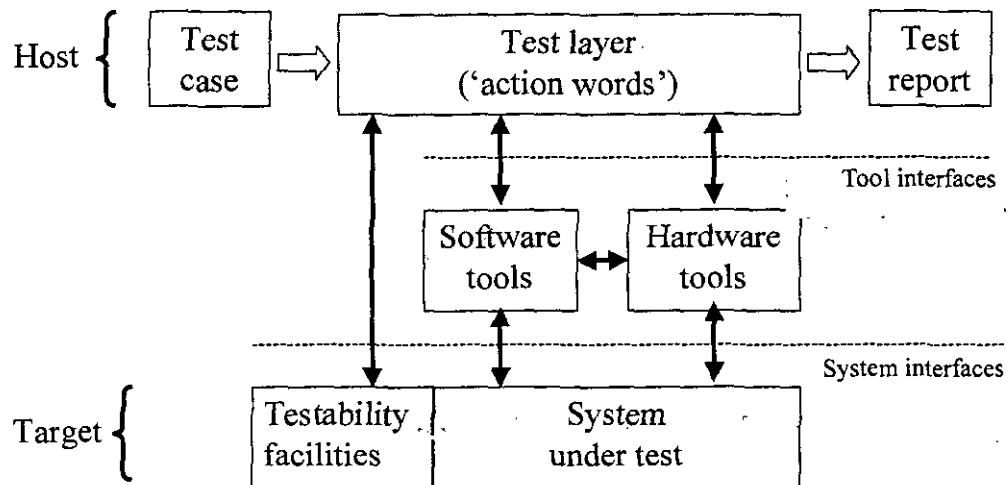 Host
Test
case
Test layer
(‘action words’)
Test
report
Tool interfaces
Software
tools
Hardware
tools
System interfaces
Target
Testability
facilities
System
under test